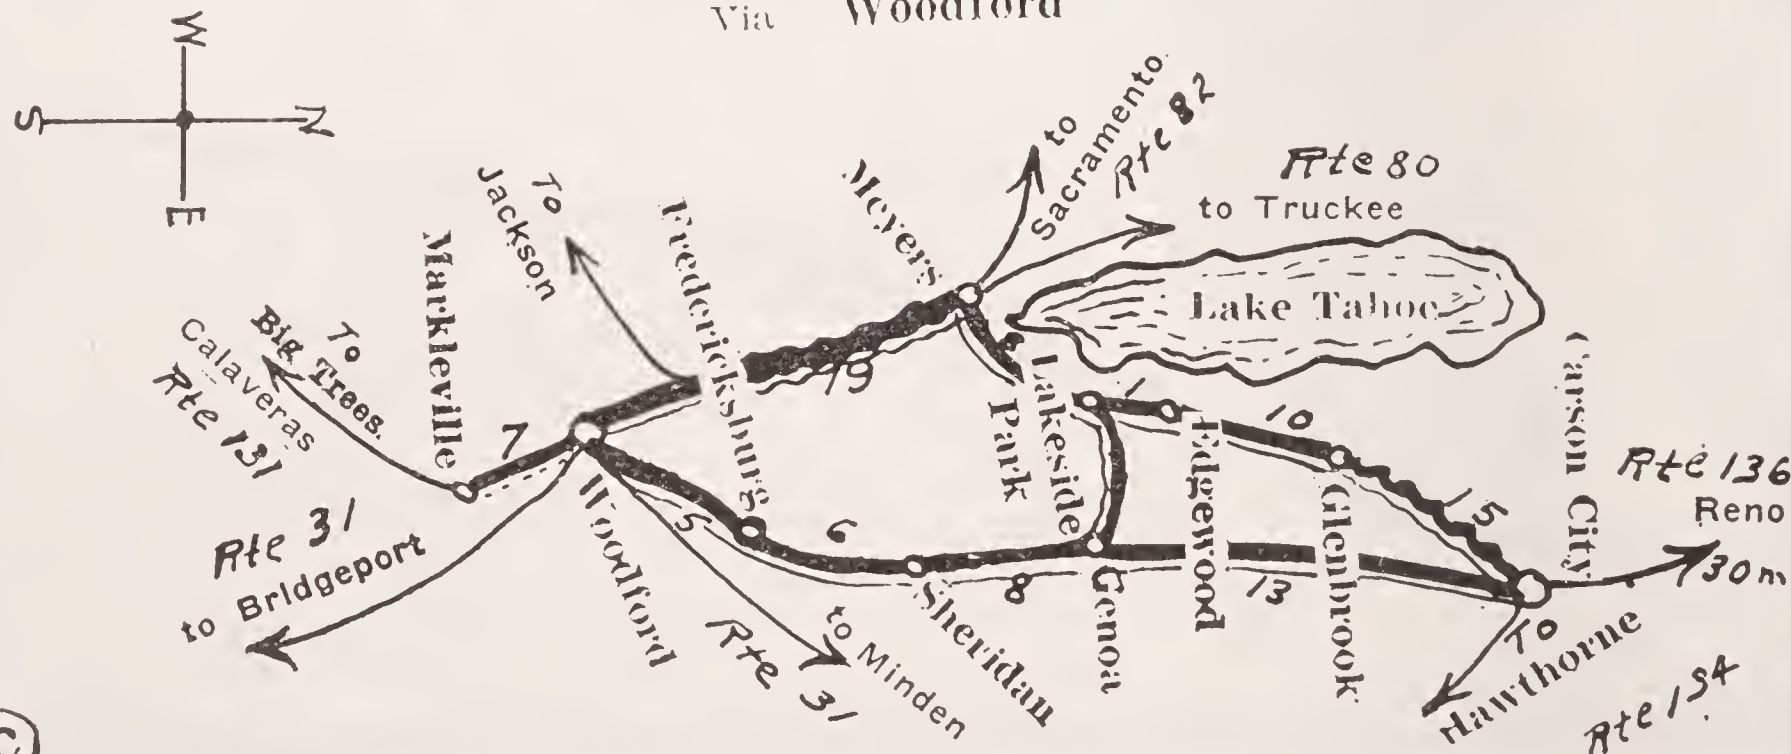 Via Woodford
W
S
N
E
to
Sacramento.
Rte 82
Rte 80
to Truckee
To
Jackson
Fredericksburg
Meyers
Markleville
Lake Tahoe
To
Big Trees.
Calaveras
Rte 131
7
19
Lakeside
Park
1
10
Edgewood
15
Carson City
Rte 136
Reno
30 m
Rte 31
to Bridgeport
Woodford
5
6
8
13
Sheridan
Genoa
Glenbrook
Rte 31
to Minden
To
Hawthorne
Rte 134
C